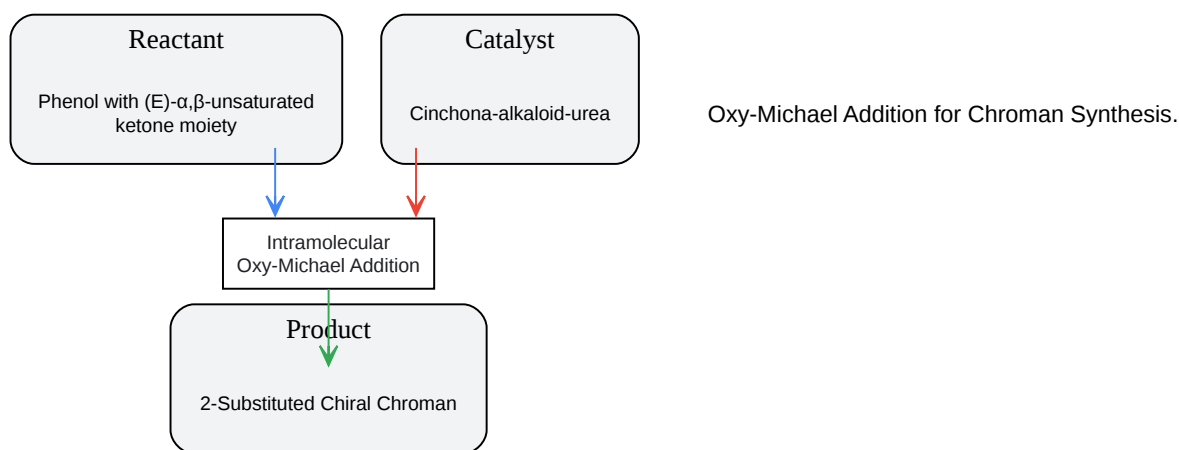 Reactant
Phenol with (E)-α,β-unsaturated
ketone moiety
Catalyst
Cinchona-alkaloid-urea
Oxy-Michael Addition for Chroman Synthesis.
Intramolecular
Oxy-Michael Addition
Product
2-Substituted Chiral Chroman